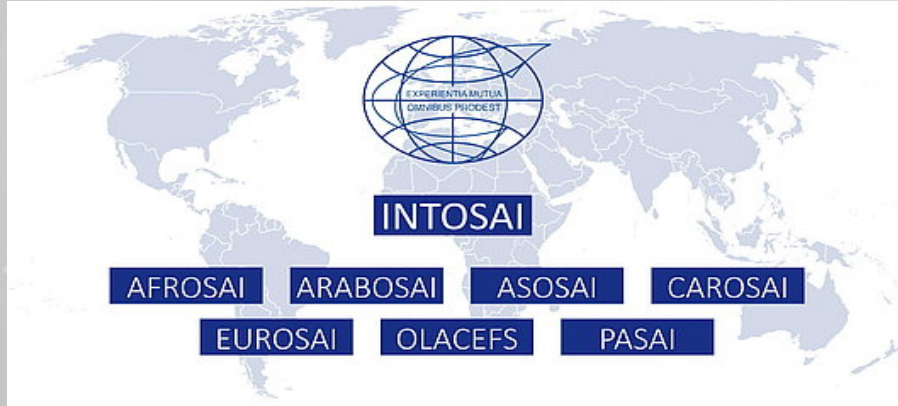 EXPERIENTIA MUTUA
OMNIBUS PRODEST
INTOSAI
AFROSAI ARABOSAI ASOSAI CAROSAI
EUROSAI OLACEFS PASAI